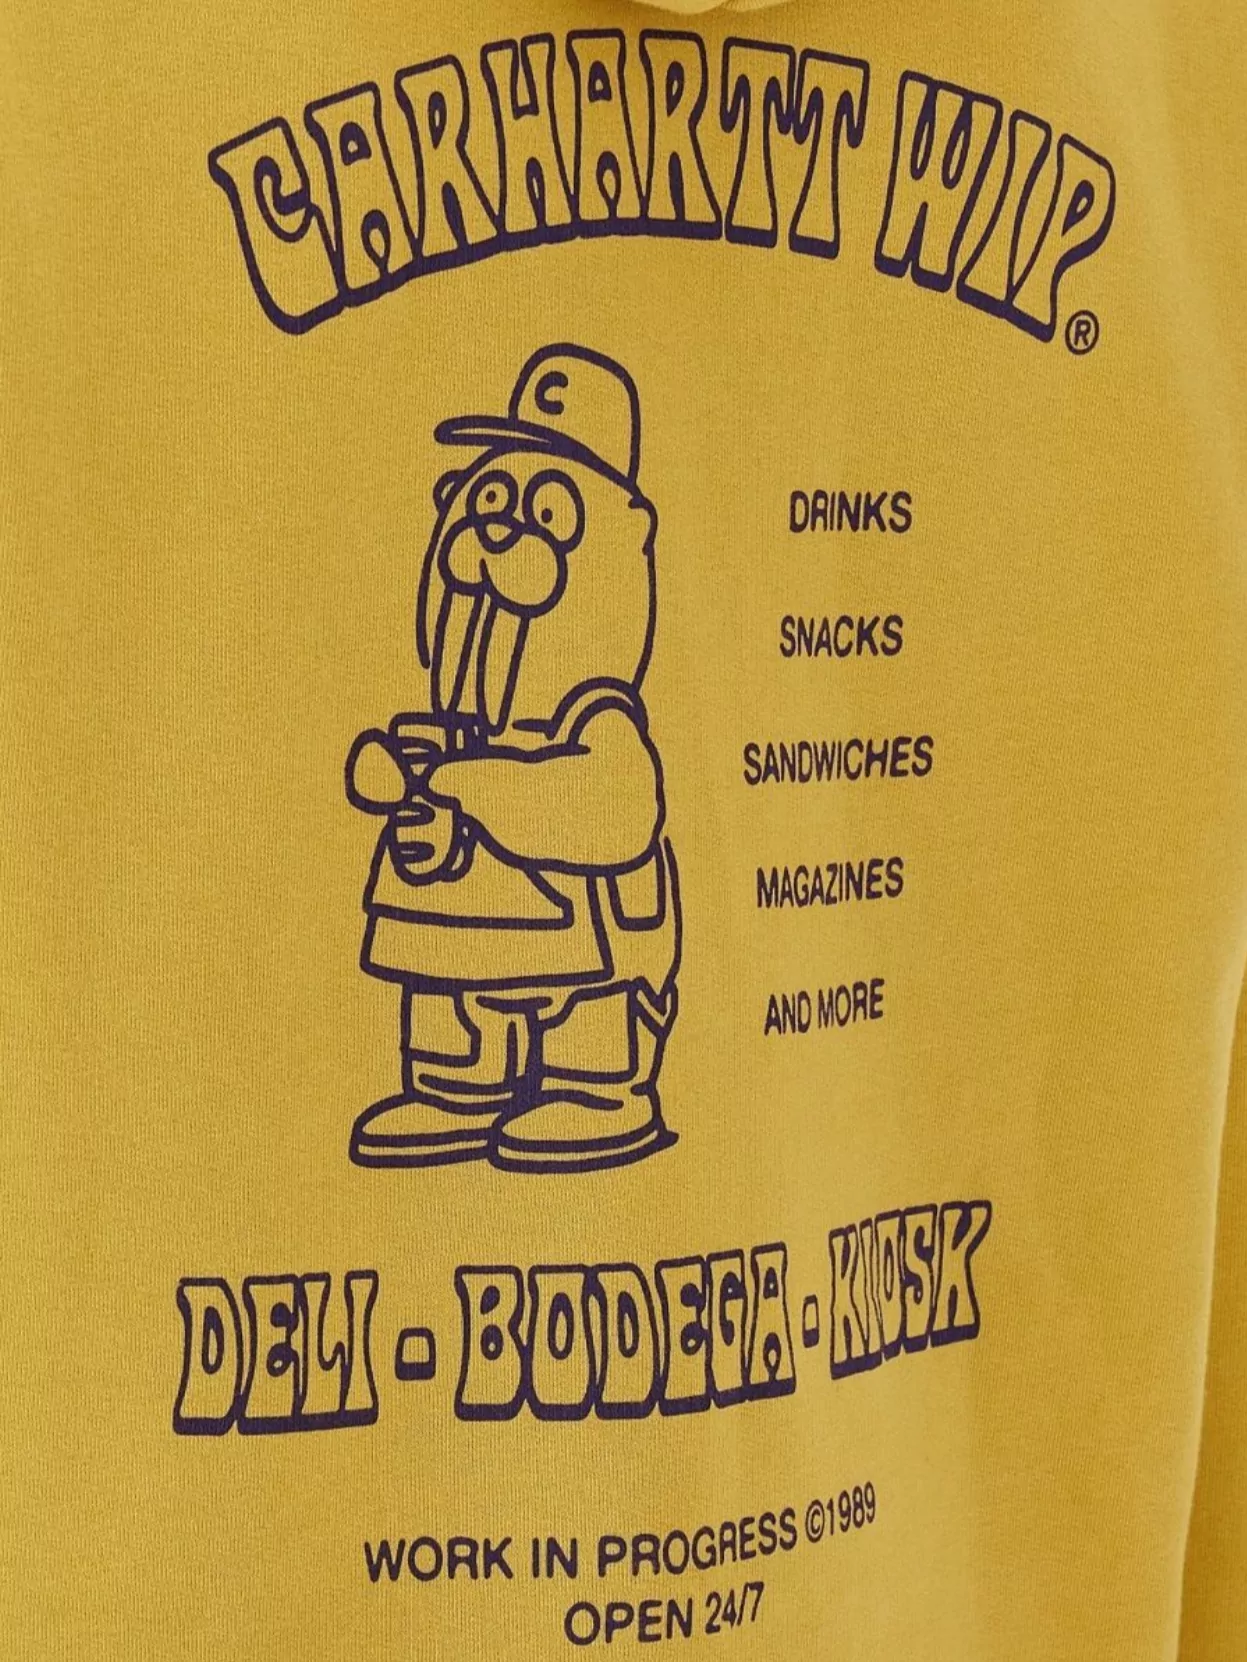 CARHARTT WIP®
C
DRINKS
SNACKS
SANDWICHES
MAGAZINES
AND MORE
DELI - BODEGA - KIOSK
WORK IN PROGRESS ©1989
OPEN 24/7